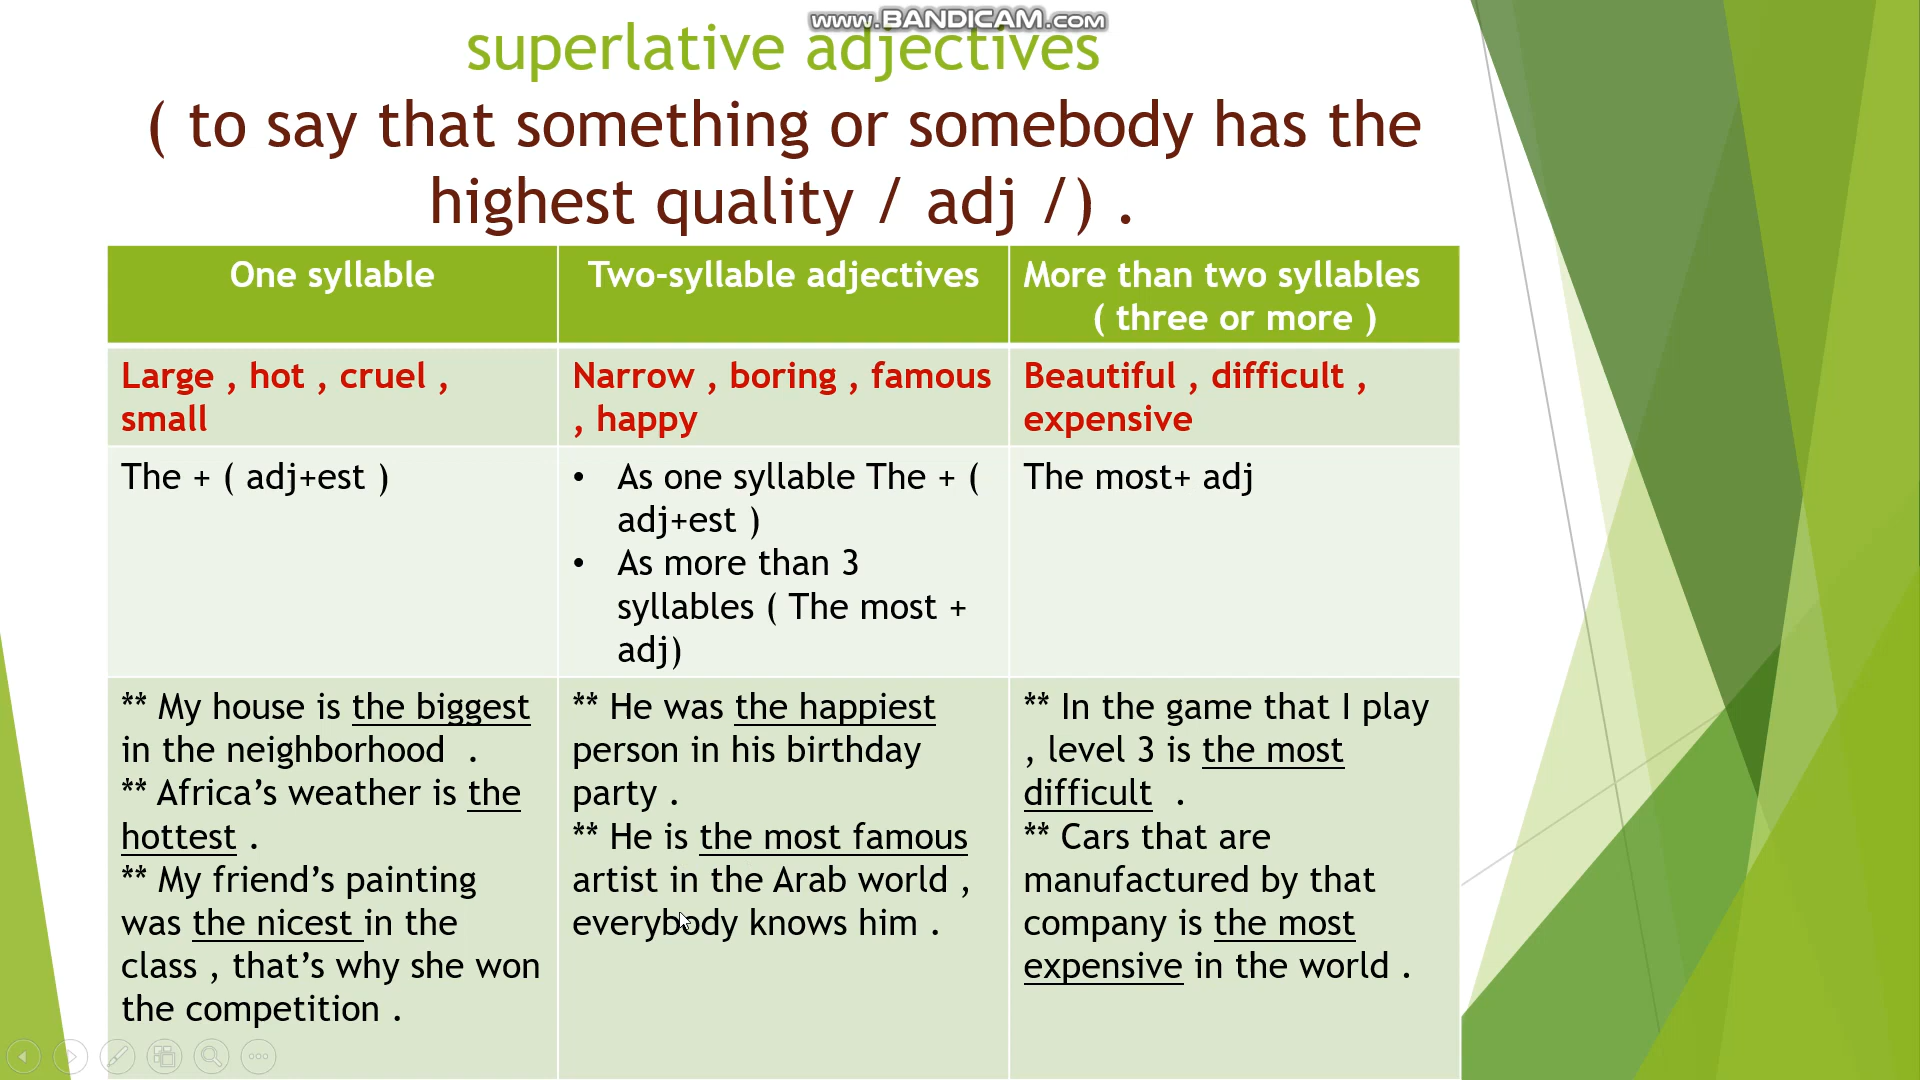 www.BANDICAM.com
superlative adjectives
( to say that something or somebody has the
highest quality / adj /) .
One syllable
Two-syllable adjectives
More than two syllables
( three or more )
Large , hot , cruel ,
small
Narrow , boring , famous
, happy
Beautiful , difficult ,
expensive
The + ( adj+est )
• As one syllable The + (
adj+est )
• As more than 3
syllables ( The most +
adj)
The most+ adj
** My house is the biggest
in the neighborhood .
** Africa’s weather is the
hottest .
** My friend’s painting
was the nicest in the
class , that’s why she won
the competition .
** He was the happiest
person in his birthday
party .
** He is the most famous
artist in the Arab world ,
everybody knows him .
** In the game that I play
, level 3 is the most
difficult .
** Cars that are
manufactured by that
company is the most
expensive in the world .